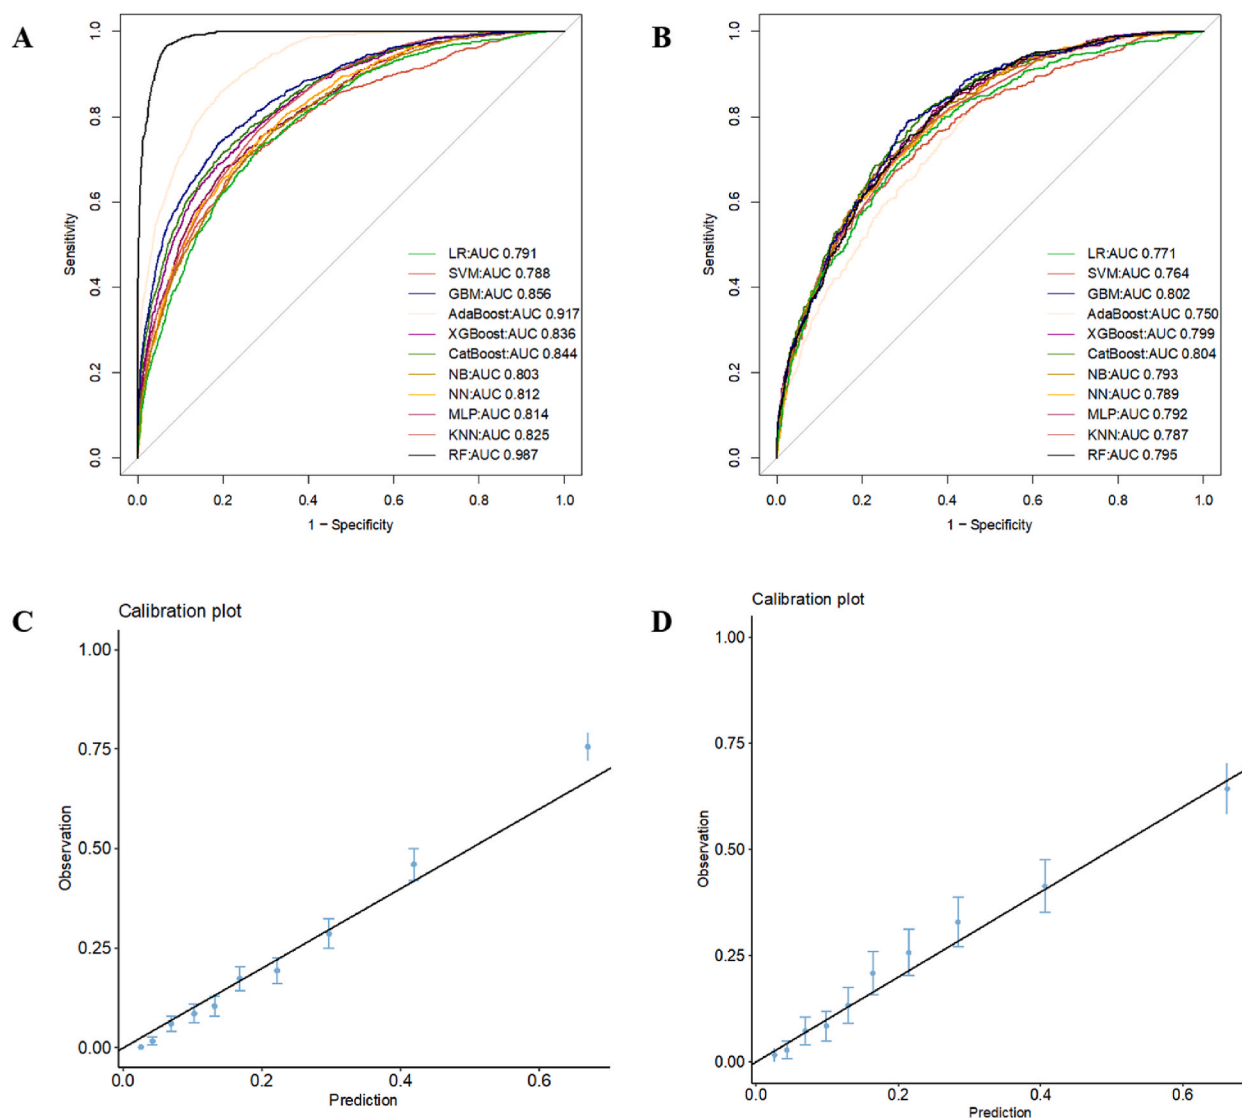 A
1.0
0.8
0.6
0.4
0.2
0.0
Sensitivity
LR:AUC 0.791
SVM:AUC 0.788
GBM:AUC 0.856
AdaBoost:AUC 0.917
XGBoost:AUC 0.836
CatBoost:AUC 0.844
NB:AUC 0.803
NN:AUC 0.812
MLP:AUC 0.814
KNN:AUC 0.825
RF:AUC 0.987
0.0 0.2 0.4 0.6 0.8 1.0
1 − Specificity
B
1.0
0.8
0.6
0.4
0.2
0.0
Sensitivity
LR:AUC 0.771
SVM:AUC 0.764
GBM:AUC 0.802
AdaBoost:AUC 0.750
XGBoost:AUC 0.799
CatBoost:AUC 0.804
NB:AUC 0.793
NN:AUC 0.789
MLP:AUC 0.792
KNN:AUC 0.787
RF:AUC 0.795
0.0 0.2 0.4 0.6 0.8 1.0
1 − Specificity
C
Calibration plot
1.00
0.75
0.50
0.25
0.00
Observation
0.0 0.2 0.4 0.6
Prediction
D
Calibration plot
1.00
0.75
0.50
0.25
0.00
Observation
0.0 0.2 0.4 0.6
Prediction